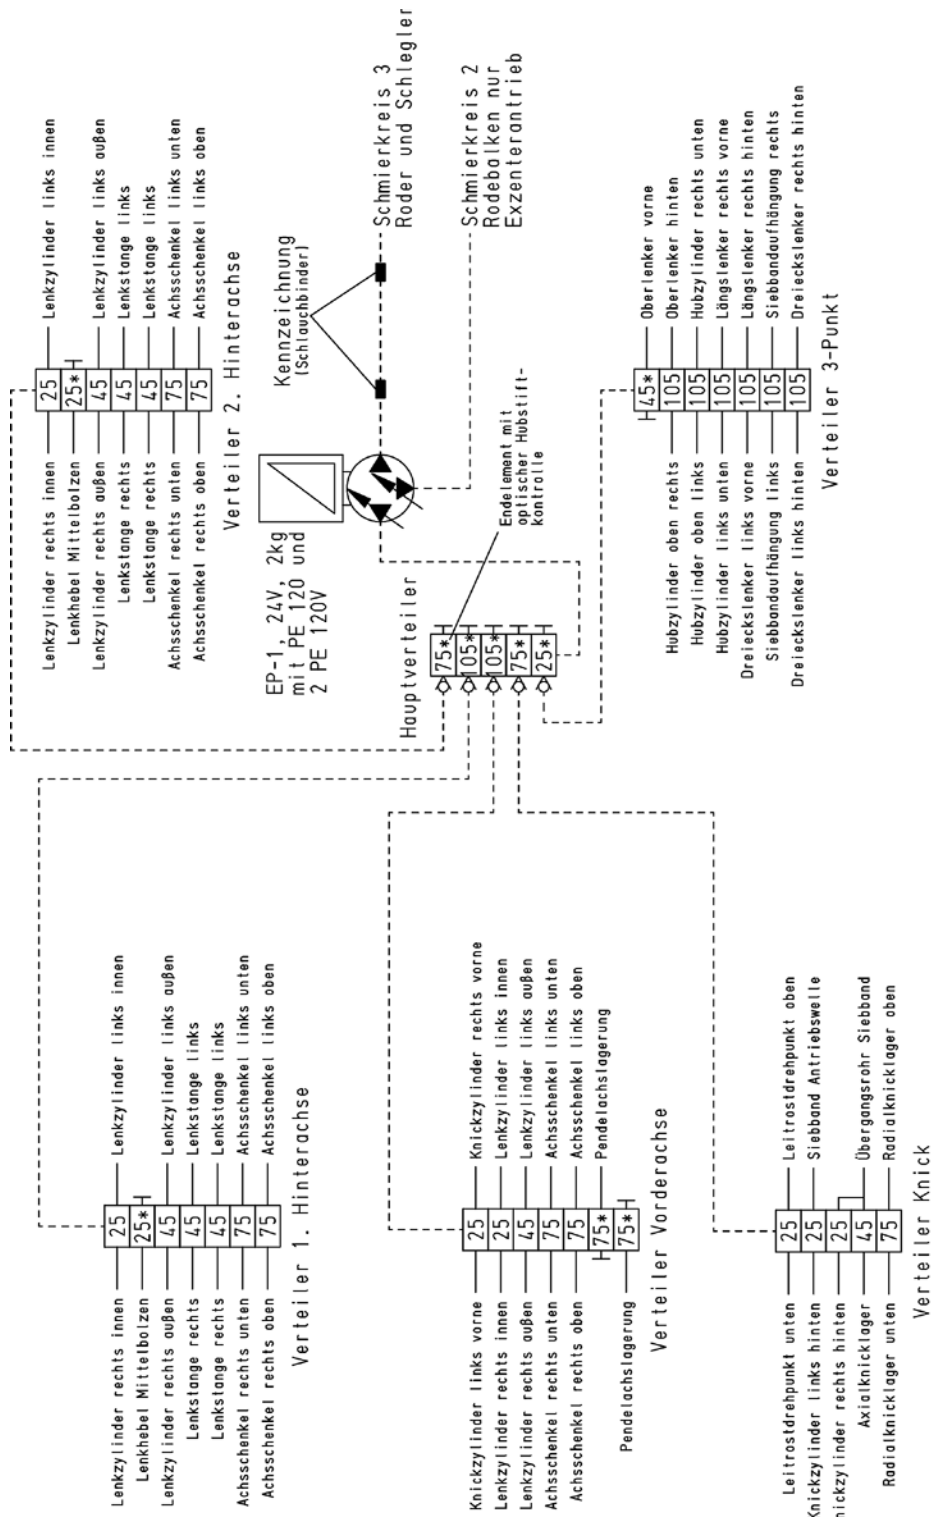 Lenkzylinder rechts innen
25
Lenkzylinder links innen
Lenkhebel Mittelbolzen
25*
Lenkzylinder rechts außen
45
Lenkzylinder links außen
Lenkstange rechts
45
Lenkstange links
Lenkstange rechts
45
Lenkstange links
Achsschenkel rechts unten
75
Achsschenkel links unten
Achsschenkel rechts oben
75
Achsschenkel links oben
Verteiler 1. Hinterachse
Lenkzylinder rechts innen
25
Lenkzylinder links innen
Lenkhebel Mittelbolzen
25*
Lenkzylinder rechts außen
45
Lenkzylinder links außen
Lenkstange rechts
45
Lenkstange links
Lenkstange rechts
45
Lenkstange links
Achsschenkel rechts unten
75
Achsschenkel links unten
Achsschenkel rechts oben
75
Achsschenkel links oben
Verteiler 2. Hinterachse
EP-1, 24V, 2kg
mit PE 120 und
2 PE 120V
Kennzeichnung
(Schlauchbinder)
Schmierkreis 3
Roder und Schlegler
Schmierkreis 2
Rodebalken nur
Exzenterantrieb
Hauptverteiler
75*
105*
105*
75*
25*
Endelement mit
optischer Hubstift-
kontrolle
Knickzylinder links vorne
25
Knickzylinder rechts vorne
Lenkzylinder rechts innen
25
Lenkzylinder links innen
Lenkzylinder rechts außen
45
Lenkzylinder links außen
Achsschenkel rechts unten
75
Achsschenkel links unten
Achsschenkel rechts oben
75
Achsschenkel links oben
75*
Pendelachslagerung
Pendelachslagerung
75*
Verteiler Vorderachse
45*
Oberlenker vorne
Hubzylinder oben rechts
105
Oberlenker hinten
Hubzylinder oben links
105
Hubzylinder rechts unten
Hubzylinder links unten
105
Längslenker rechts vorne
Dreieckslenker links vorne
105
Längslenker rechts hinten
Siebbandaufhängung links
105
Siebbandaufhängung rechts
Dreieckslenker links hinten
105
Dreieckslenker rechts hinten
Verteiler 3-Punkt
Leitrostdrehpunkt unten
25
Leitrostdrehpunkt oben
Knickzylinder links hinten
25
Siebband Antriebswelle
nickzylinder rechts hinten
25
Axialknicklager
45
Übergangsrohr Siebband
Radialknicklager unten
75
Radialknicklager oben
Verteiler Knick